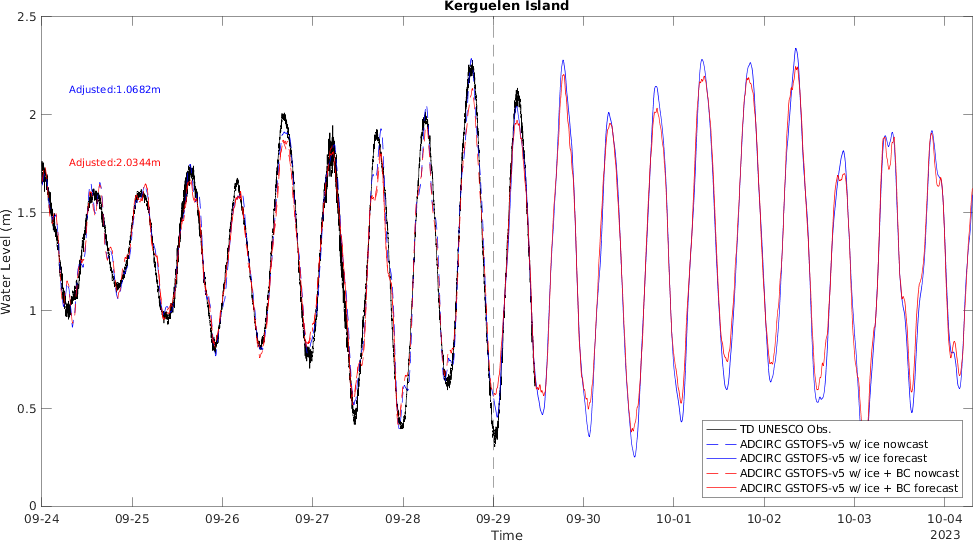 Kerguelen Island
2.5
2
1.5
1
0.5
0
Water Level (m)
Adjusted:1.0682m
Adjusted:2.0344m
TD UNESCO Obs.
ADCIRC GSTOFS-v5 w/ ice nowcast
ADCIRC GSTOFS-v5 w/ ice forecast
ADCIRC GSTOFS-v5 w/ ice + BC nowcast
ADCIRC GSTOFS-v5 w/ ice + BC forecast
09-24 09-25 09-26 09-27 09-28 09-29 09-30 10-01 10-02 10-03 10-04
Time
2023